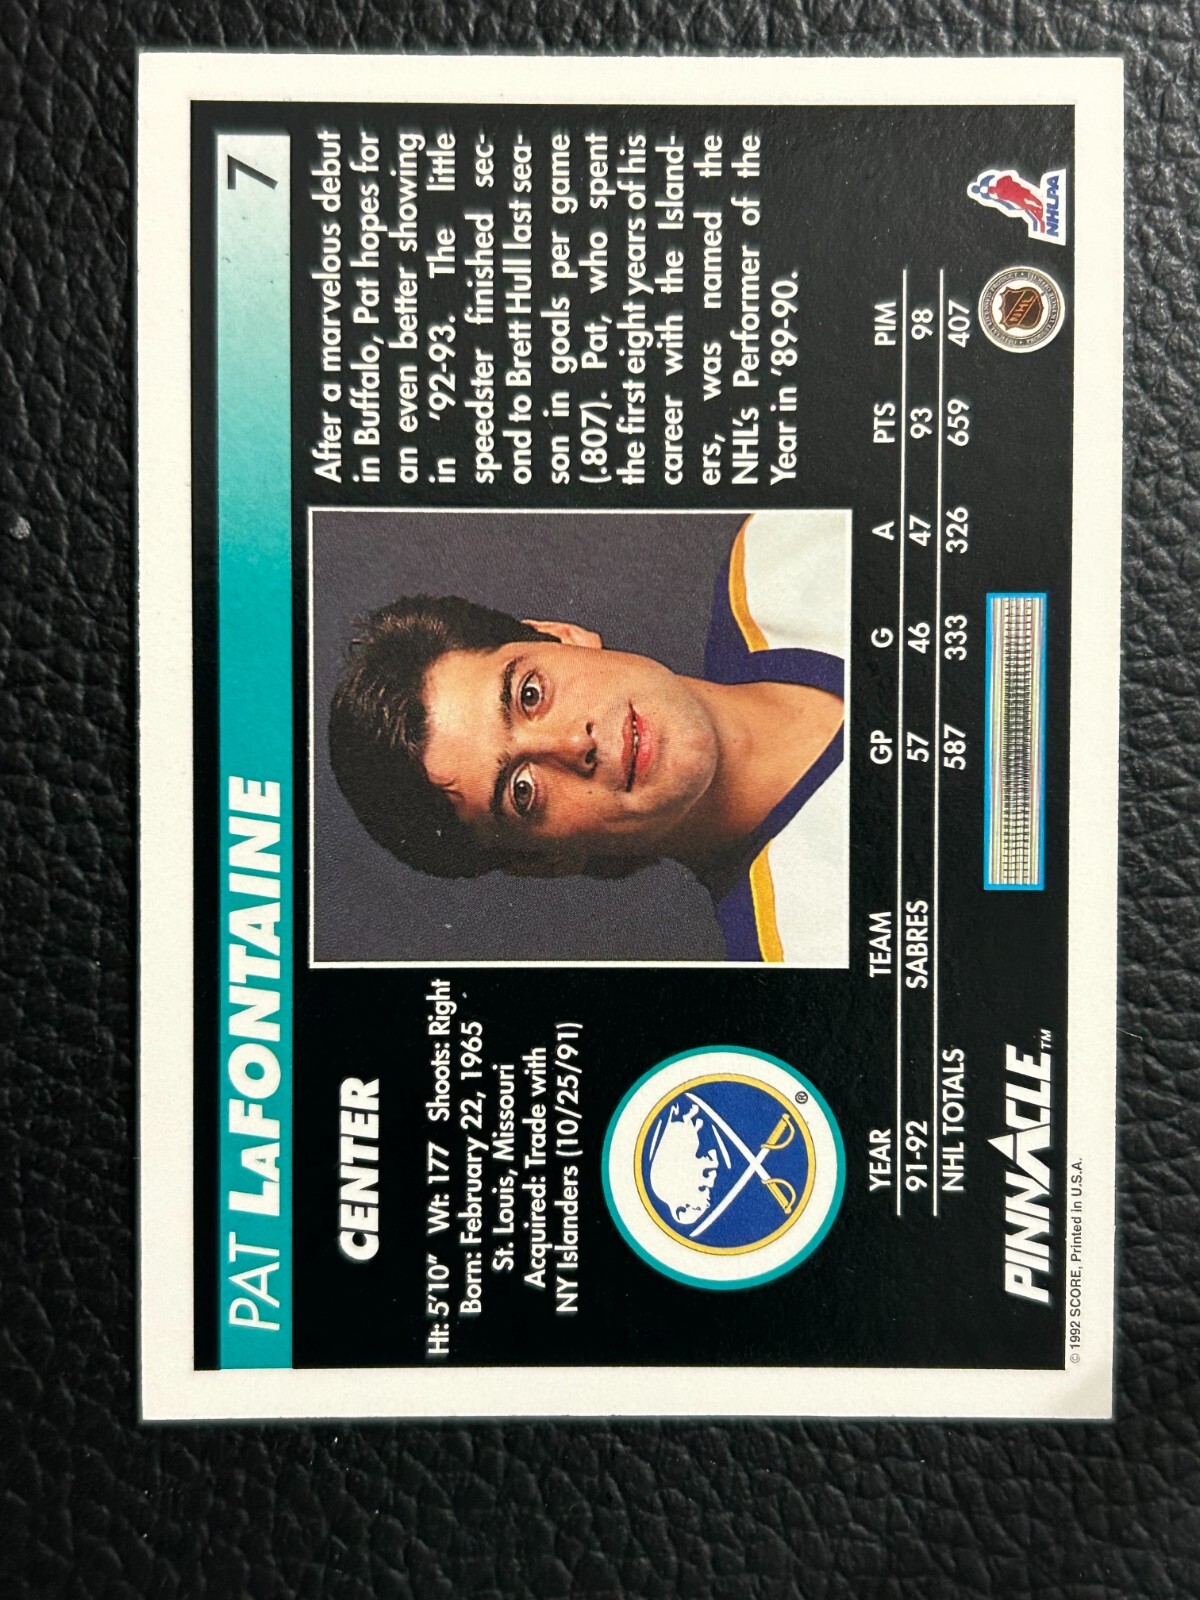 PAT LAFONTAINE 7
CENTER
Ht: 5'10" Wt: 177 Shoots: Right
Born: February 22, 1965
St. Louis, Missouri
Acquired: Trade with
NY Islanders (10/25/91)
®
After a marvelous debut
in Buffalo, Pat hopes for
an even better showing
in '92-93. The little
speedster finished sec-
ond to Brett Hull last sea-
son in goals per game
(.807). Pat, who spent
the first eight years of his
career with the Island-
ers, was named the
NHL's Performer of the
Year in '89-90.
YEAR TEAM GP G A PTS PIM
91-92 SABRES 57 46 47 93 98
NHL TOTALS 587 333 326 659 407
PINNACLE™
NHL
NHLPA
© 1992 SCORE, Printed in U.S.A.